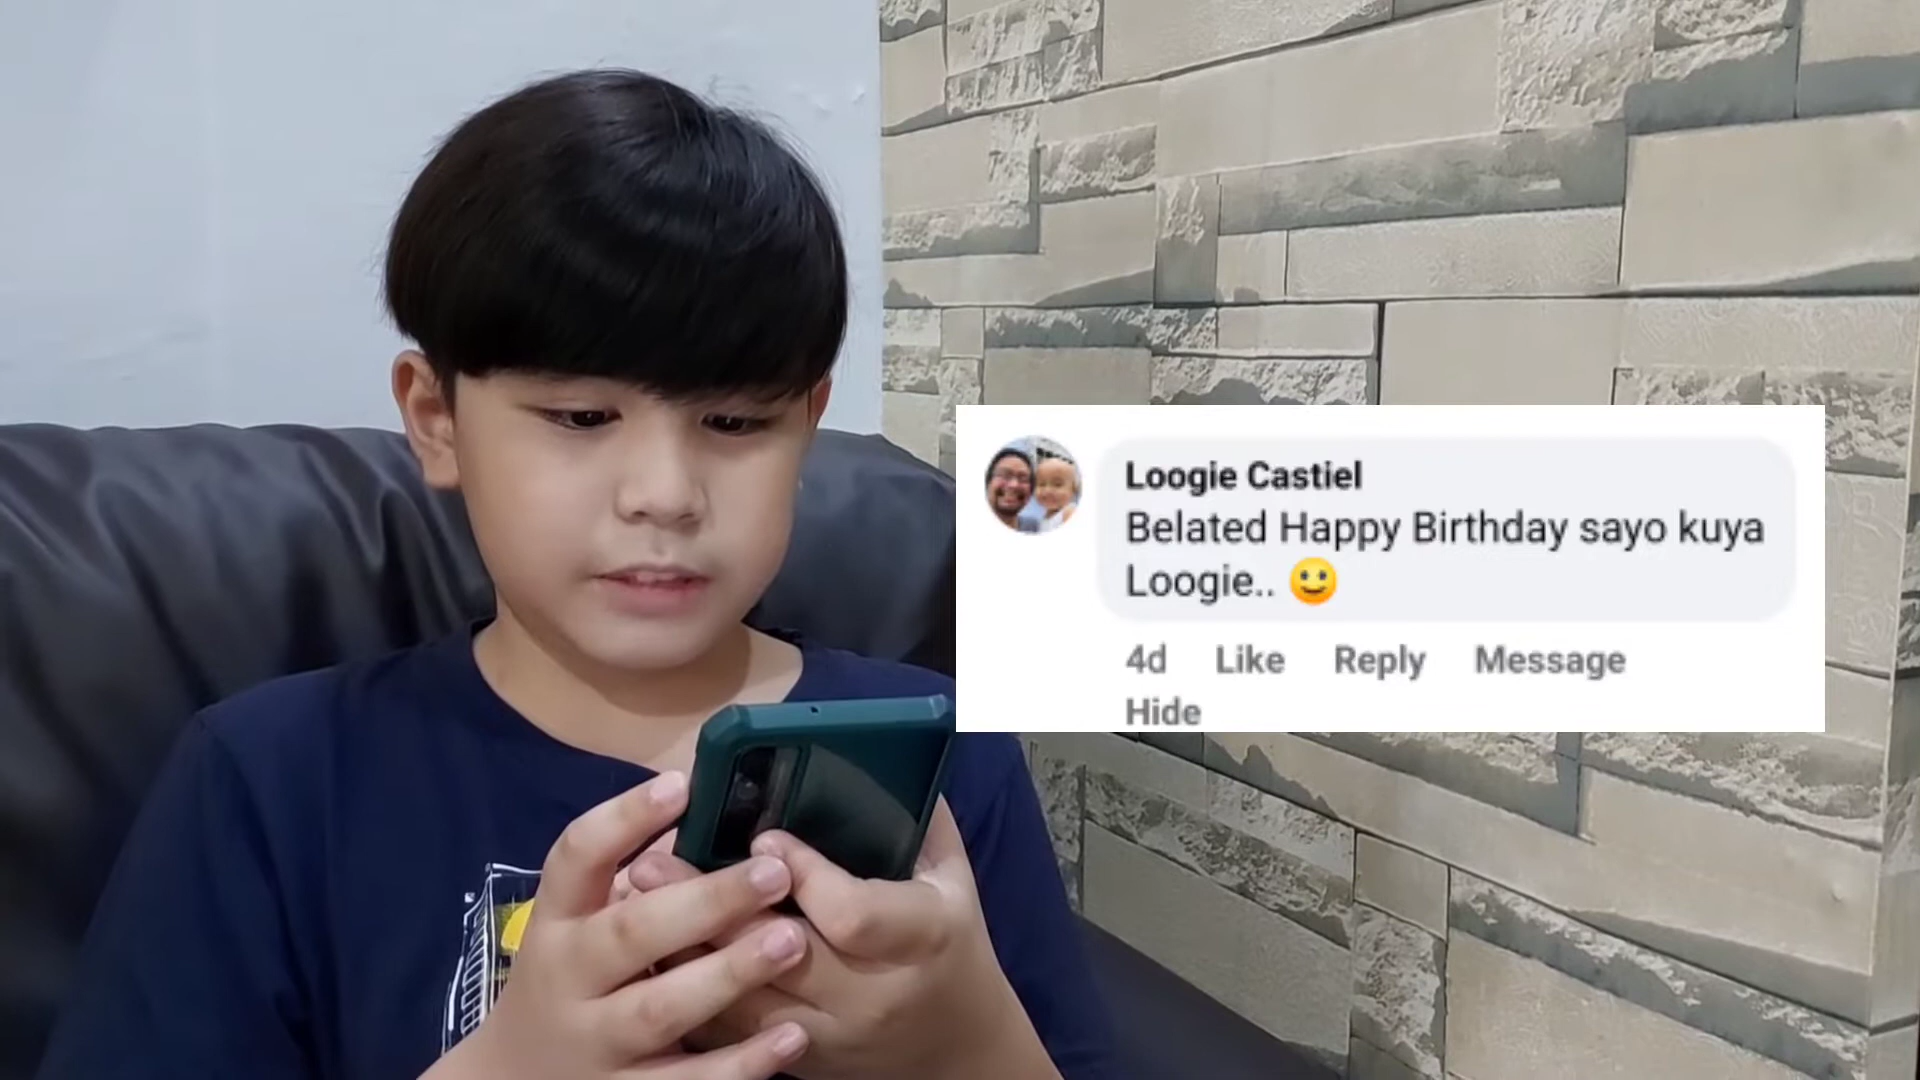 Loogie Castiel
Belated Happy Birthday sayo kuya
Loogie.. 🙂
4d Like Reply Message
Hide